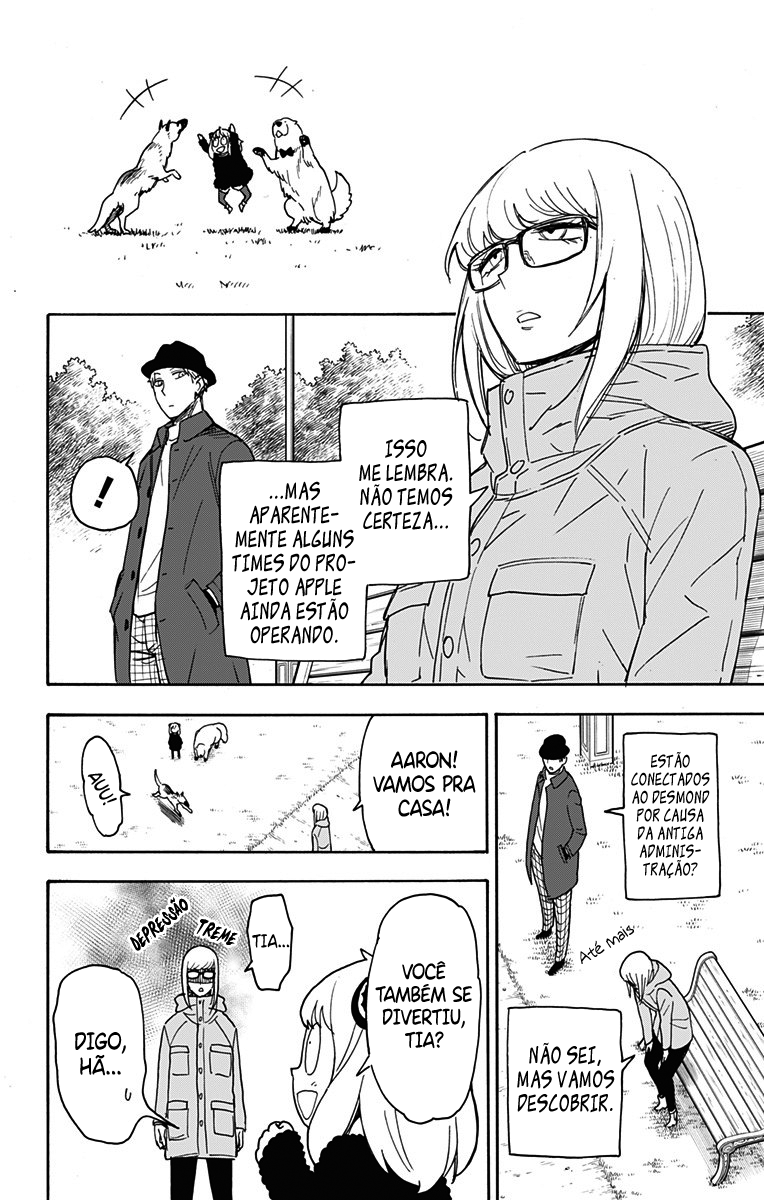 ISSO
ME LEMBRA.
NÃO TEMOS
CERTEZA...
...MAS
APARENTE-
MENTE ALGUNS
TIMES DO PRO-
JETO APPLE
AINDA ESTÃO
OPERANDO.
!
ESTÃO
CONECTADOS
AO DESMOND
POR CAUSA
DA ANTIGA
ADMINIS-
TRAÇÃO?
Até mais.
NÃO SEI,
MAS VAMOS
DESCOBRIR.
AARON!
VAMOS PRA
CASA!
AUU!
VOCÊ
TAMBÉM SE
DIVERTIU,
TIA?
TIA...
TREME
DEPRESSÃO
DIGO,
HÃ...